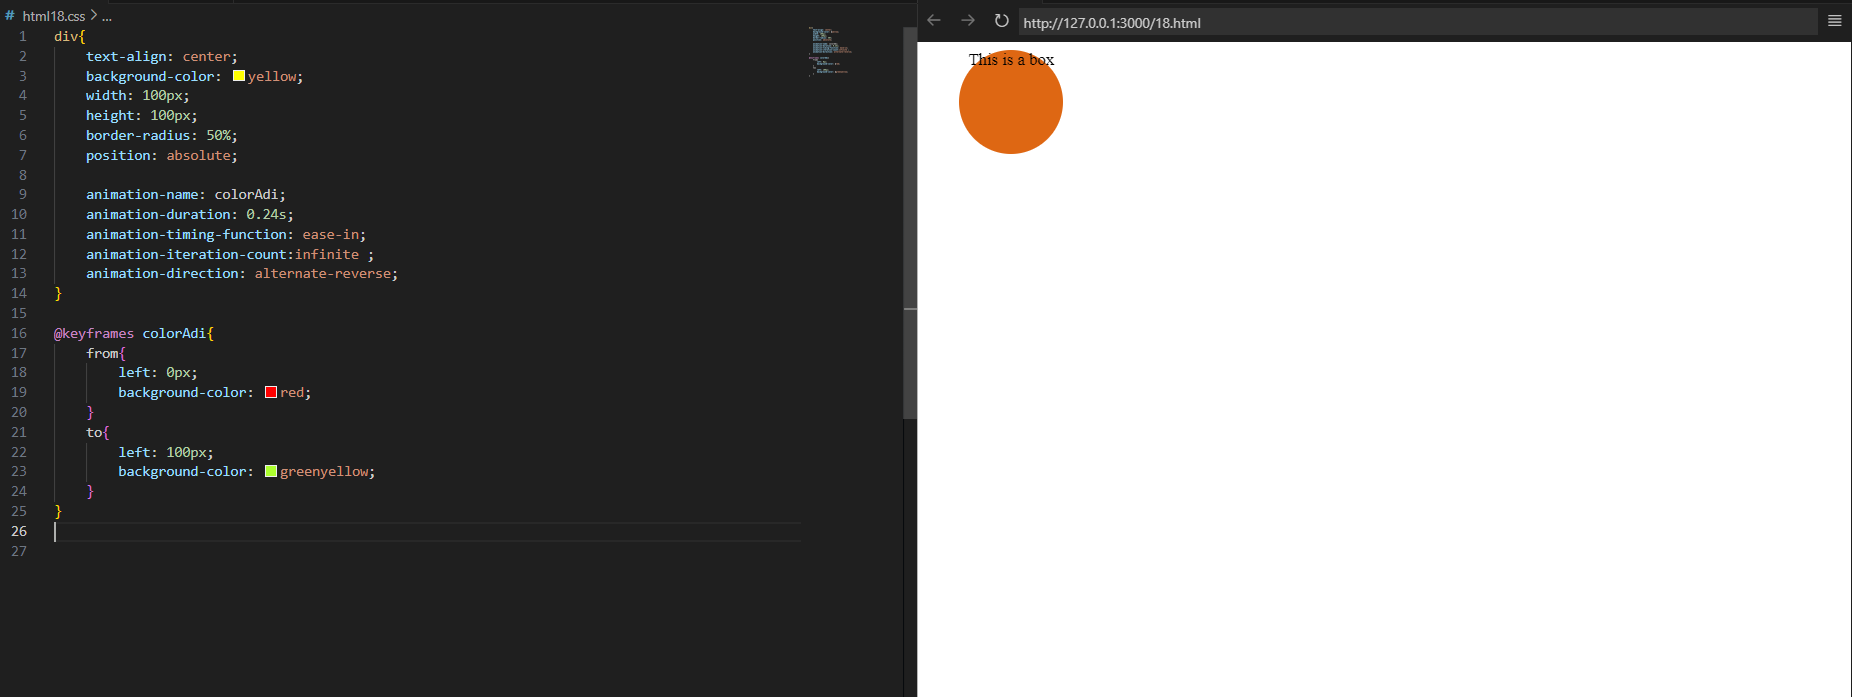 # html18.css > ...
1 div{
2 text-align: center;
3 background-color: yellow;
4 width: 100px;
5 height: 100px;
6 border-radius: 50%;
7 position: absolute;
8
9 animation-name: colorAdi;
10 animation-duration: 0.24s;
11 animation-timing-function: ease-in;
12 animation-iteration-count:infinite ;
13 animation-direction: alternate-reverse;
14 }
15
16 @keyframes colorAdi{
17 from{
18 left: 0px;
19 background-color: red;
20 }
21 to{
22 left: 100px;
23 background-color: greenyellow;
24 }
25 }
26
27
http://127.0.0.1:3000/18.html
This is a box